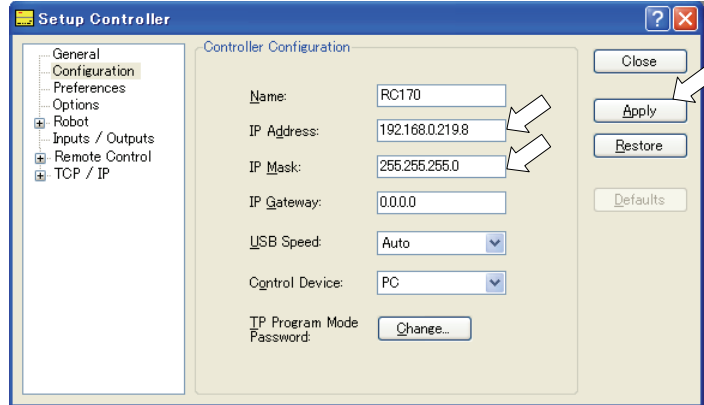 Setup Controller
General
Configuration
Preferences
Options
Robot
Inputs / Outputs
Remote Control
TCP / IP
Controller Configuration
Name: RC170
IP Address: 192.168.0.219.8
IP Mask: 255.255.255.0
IP Gateway: 0.0.0.0
USB Speed: Auto
Control Device: PC
TP Program Mode
Password: Change...
Close
Apply
Restore
Defaults